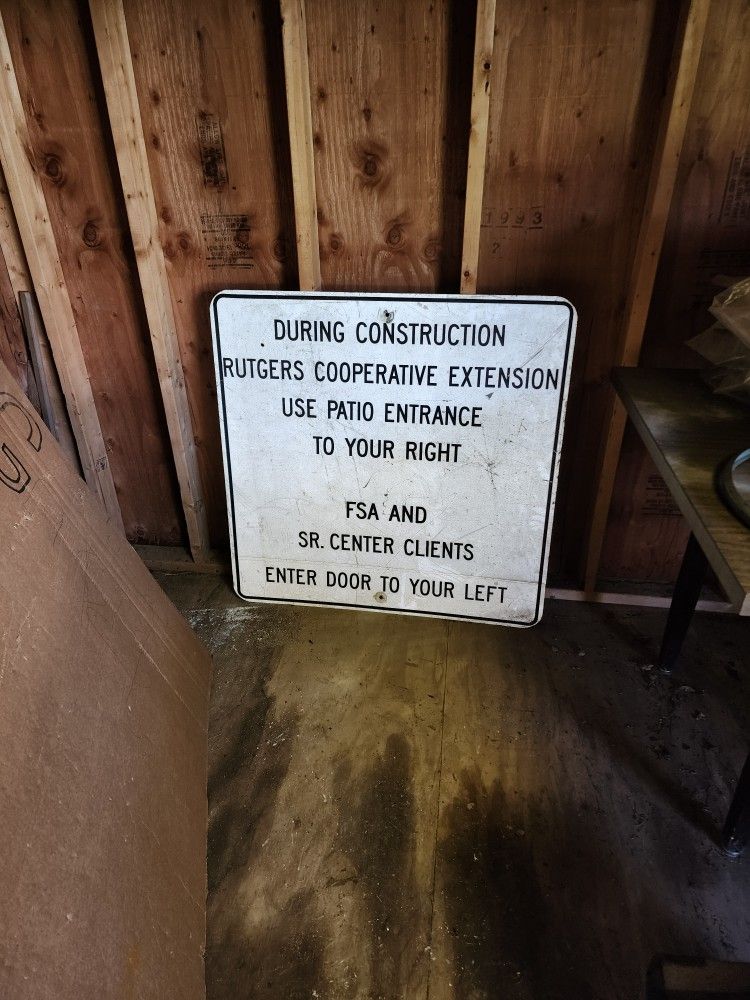 1993
DURING CONSTRUCTION
RUTGERS COOPERATIVE EXTENSION
USE PATIO ENTRANCE
TO YOUR RIGHT
FSA AND
SR. CENTER CLIENTS
ENTER DOOR TO YOUR LEFT